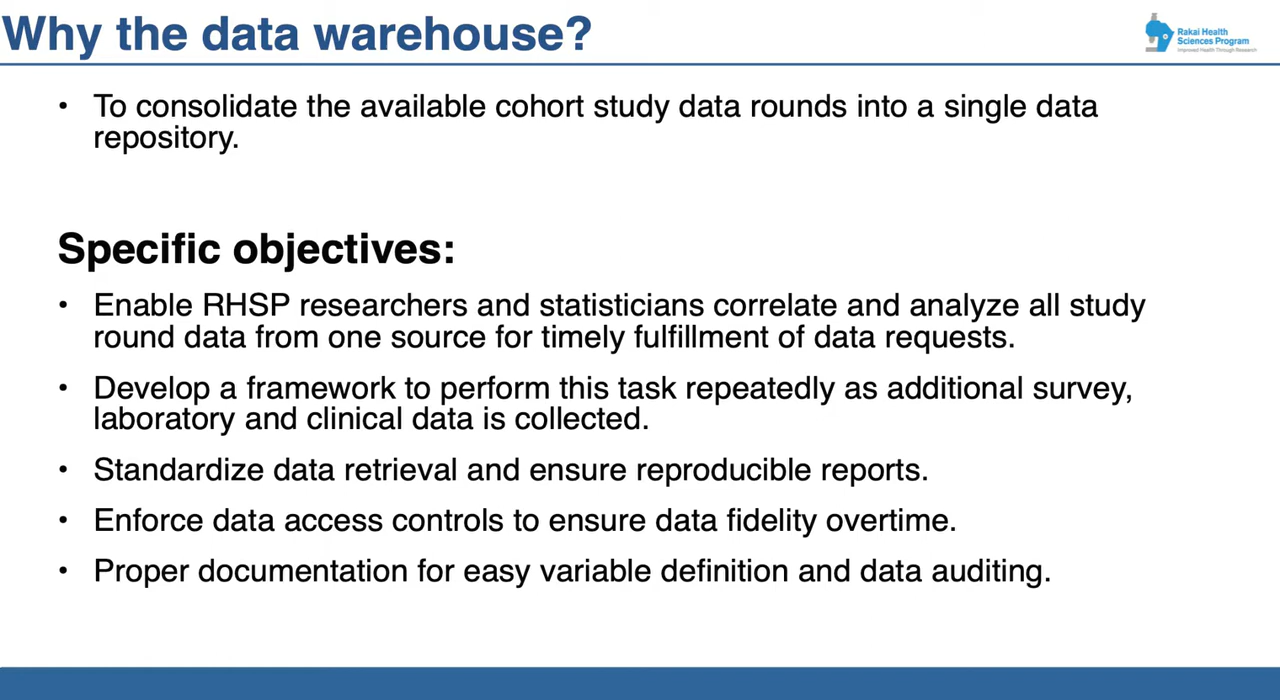 Why the data warehouse?
Rakai Health
Sciences Program
Improved Health Through Research
• To consolidate the available cohort study data rounds into a single data
repository.
Specific objectives:
• Enable RHSP researchers and statisticians correlate and analyze all study
round data from one source for timely fulfillment of data requests.
• Develop a framework to perform this task repeatedly as additional survey,
laboratory and clinical data is collected.
• Standardize data retrieval and ensure reproducible reports.
• Enforce data access controls to ensure data fidelity overtime.
• Proper documentation for easy variable definition and data auditing.